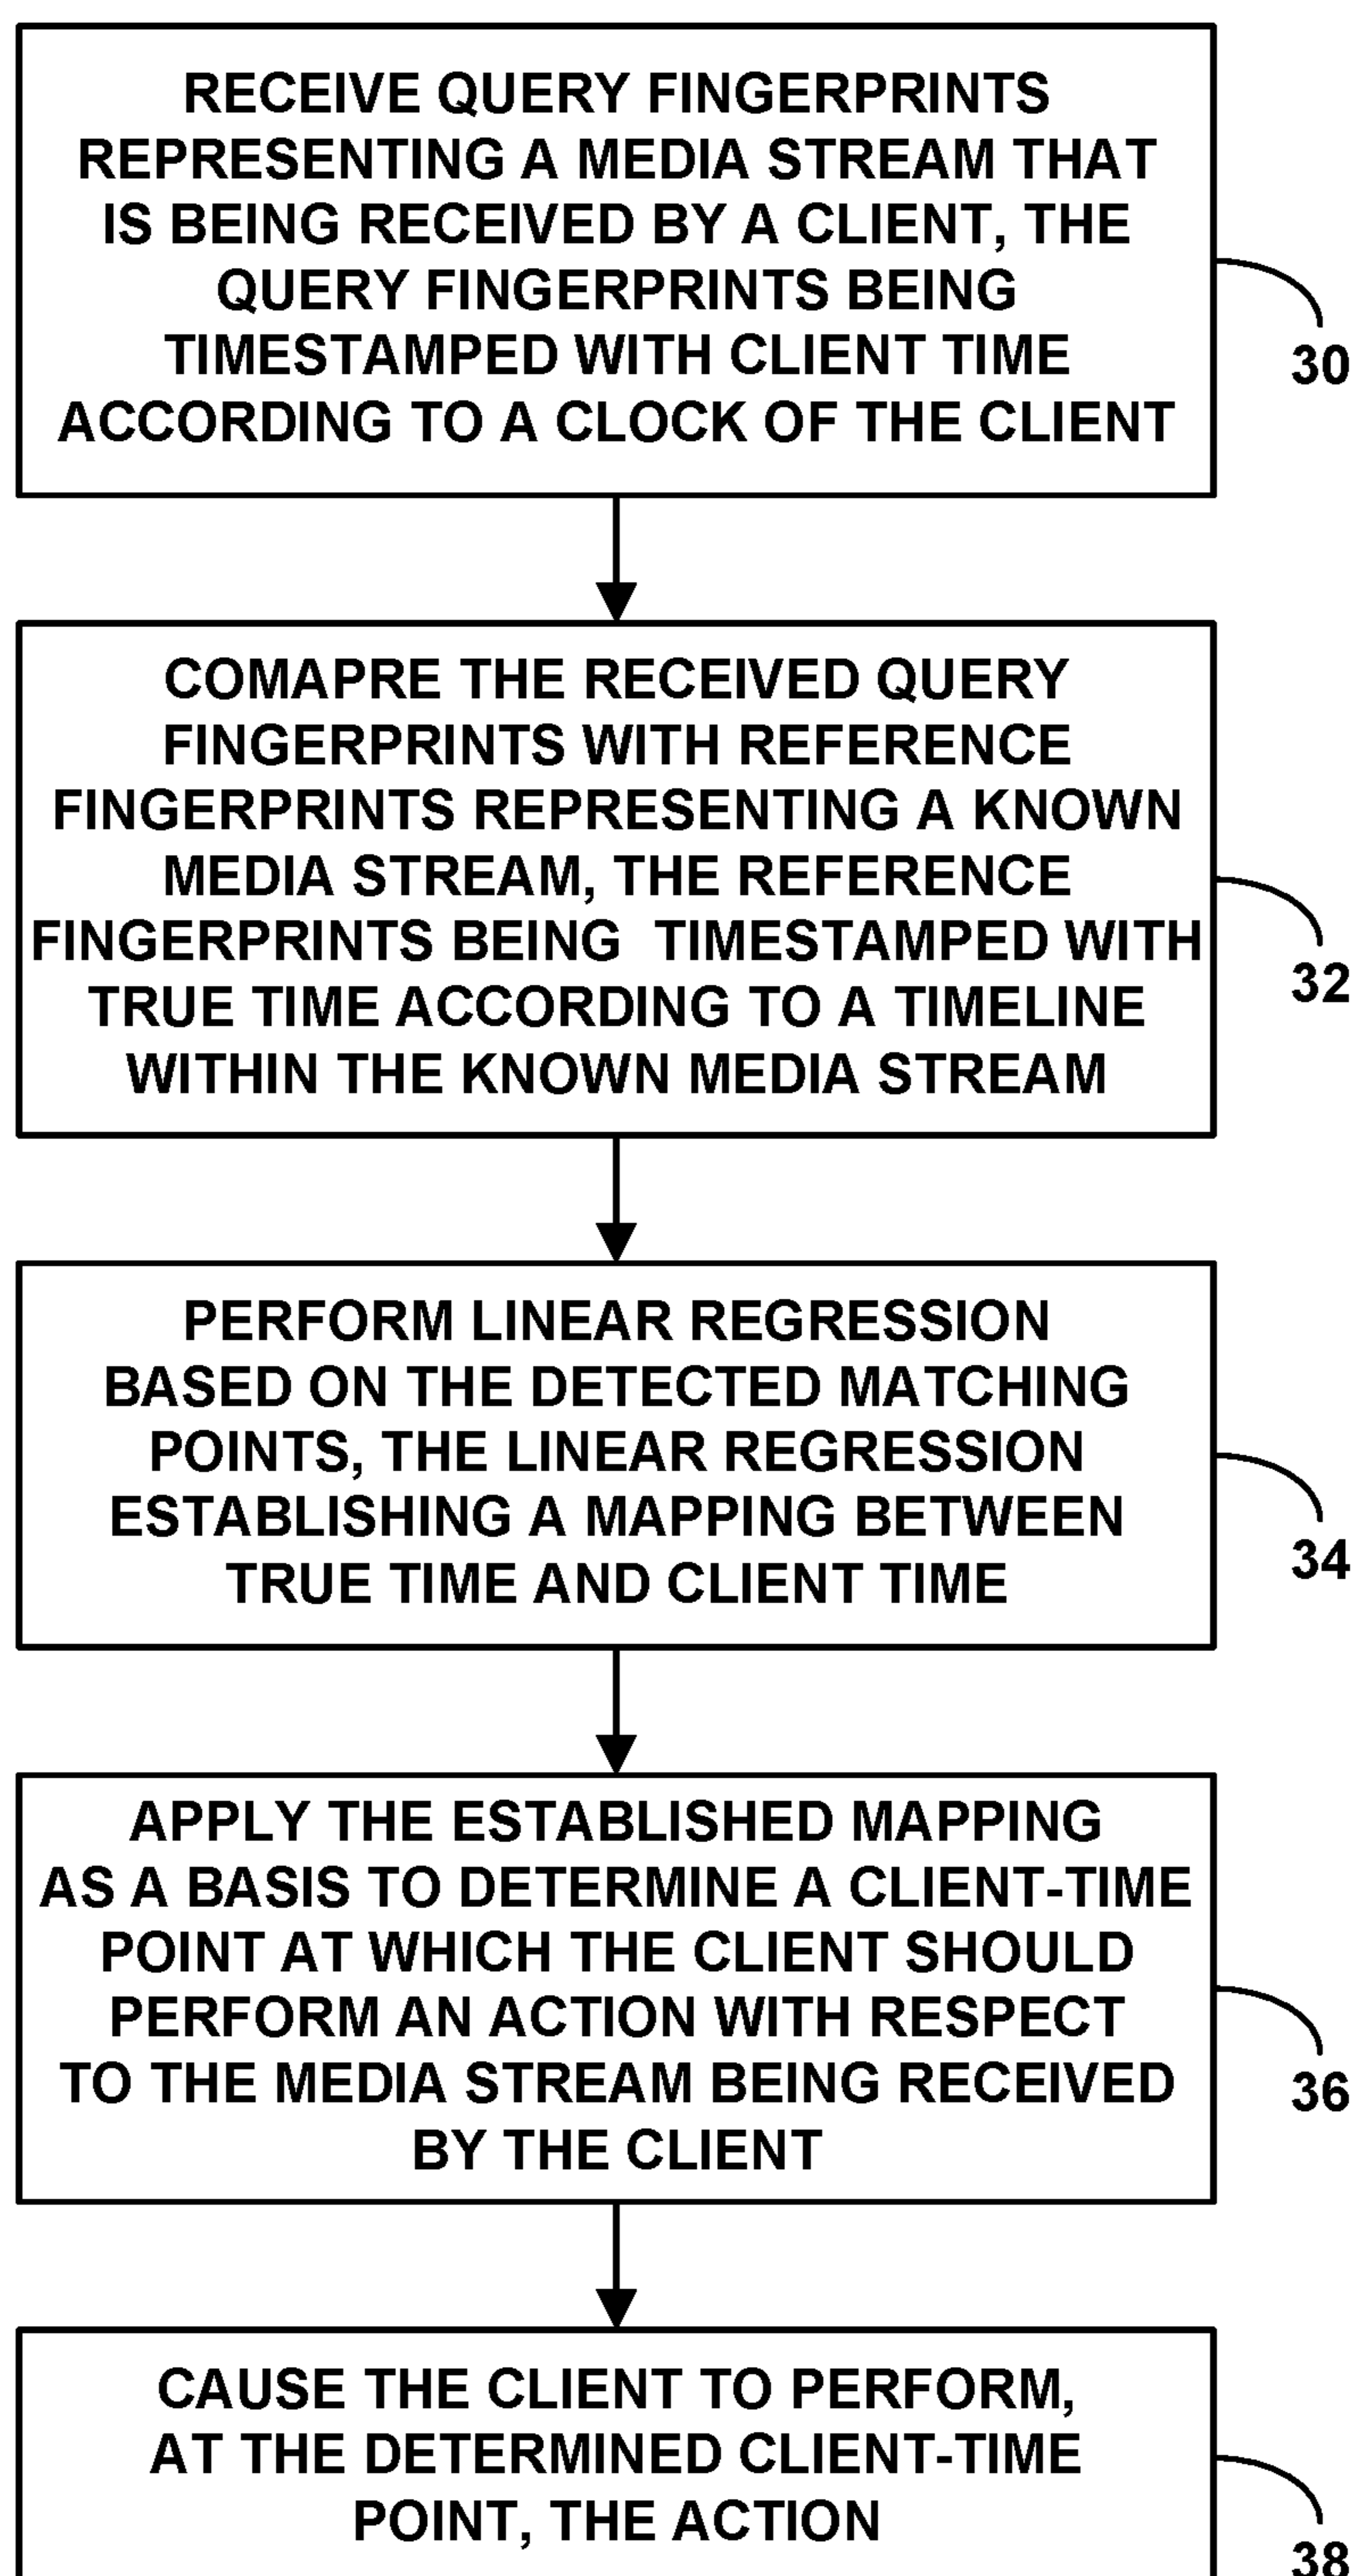 RECEIVE QUERY FINGERPRINTS
REPRESENTING A MEDIA STREAM THAT
IS BEING RECEIVED BY A CLIENT, THE
QUERY FINGERPRINTS BEING
TIMESTAMPED WITH CLIENT TIME
ACCORDING TO A CLOCK OF THE CLIENT
30
COMAPRE THE RECEIVED QUERY
FINGERPRINTS WITH REFERENCE
FINGERPRINTS REPRESENTING A KNOWN
MEDIA STREAM, THE REFERENCE
FINGERPRINTS BEING  TIMESTAMPED WITH
TRUE TIME ACCORDING TO A TIMELINE
WITHIN THE KNOWN MEDIA STREAM
32
PERFORM LINEAR REGRESSION
BASED ON THE DETECTED MATCHING
POINTS, THE LINEAR REGRESSION
ESTABLISHING A MAPPING BETWEEN
TRUE TIME AND CLIENT TIME
34
APPLY THE ESTABLISHED MAPPING
AS A BASIS TO DETERMINE A CLIENT-TIME
POINT AT WHICH THE CLIENT SHOULD
PERFORM AN ACTION WITH RESPECT
TO THE MEDIA STREAM BEING RECEIVED
BY THE CLIENT
36
CAUSE THE CLIENT TO PERFORM,
AT THE DETERMINED CLIENT-TIME
POINT, THE ACTION
38